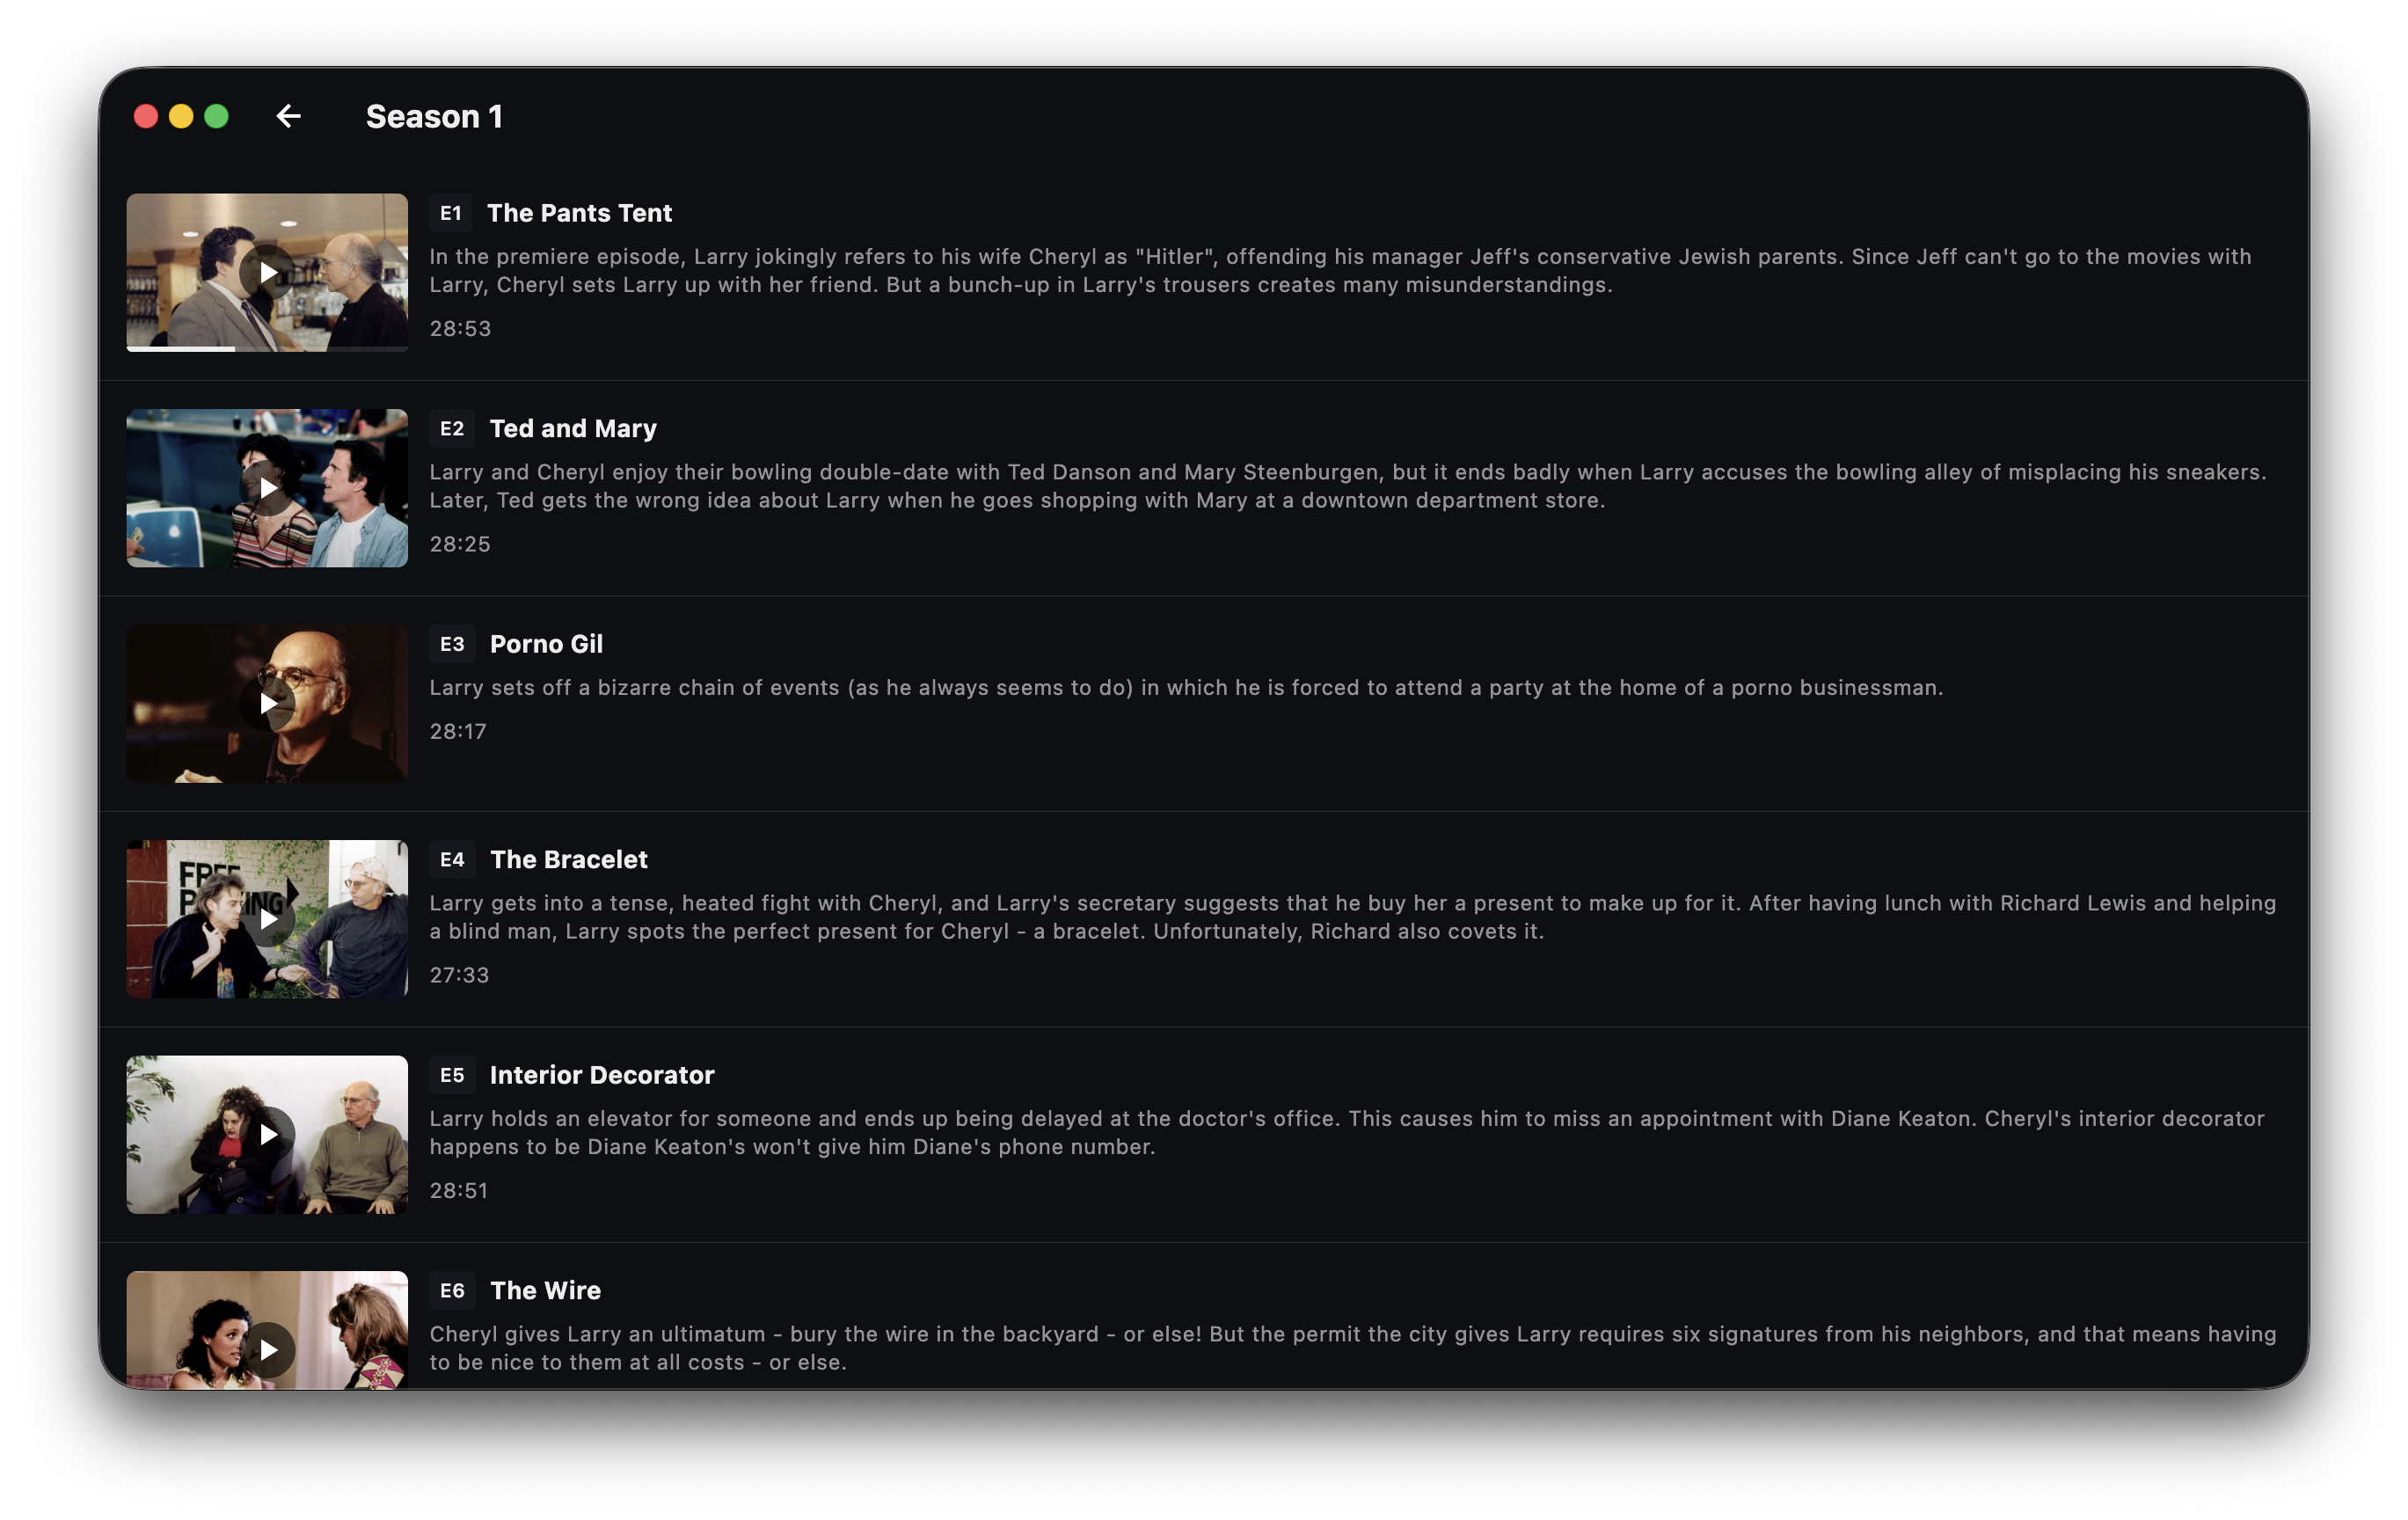 Season 1
E1 The Pants Tent
In the premiere episode, Larry jokingly refers to his wife Cheryl as "Hitler", offending his manager Jeff's conservative Jewish parents. Since Jeff can't go to the movies with
Larry, Cheryl sets Larry up with her friend. But a bunch-up in Larry's trousers creates many misunderstandings.
28:53
E2 Ted and Mary
Larry and Cheryl enjoy their bowling double-date with Ted Danson and Mary Steenburgen, but it ends badly when Larry accuses the bowling alley of misplacing his sneakers.
Later, Ted gets the wrong idea about Larry when he goes shopping with Mary at a downtown department store.
28:25
E3 Porno Gil
Larry sets off a bizarre chain of events (as he always seems to do) in which he is forced to attend a party at the home of a porno businessman.
28:17
FREE
E4 The Bracelet
Larry gets into a tense, heated fight with Cheryl, and Larry's secretary suggests that he buy her a present to make up for it. After having lunch with Richard Lewis and helping
a blind man, Larry spots the perfect present for Cheryl - a bracelet. Unfortunately, Richard also covets it.
27:33
E5 Interior Decorator
Larry holds an elevator for someone and ends up being delayed at the doctor's office. This causes him to miss an appointment with Diane Keaton. Cheryl's interior decorator
happens to be Diane Keaton's won't give him Diane's phone number.
28:51
E6 The Wire
Cheryl gives Larry an ultimatum - bury the wire in the backyard - or else! But the permit the city gives Larry requires six signatures from his neighbors, and that means having
to be nice to them at all costs - or else.